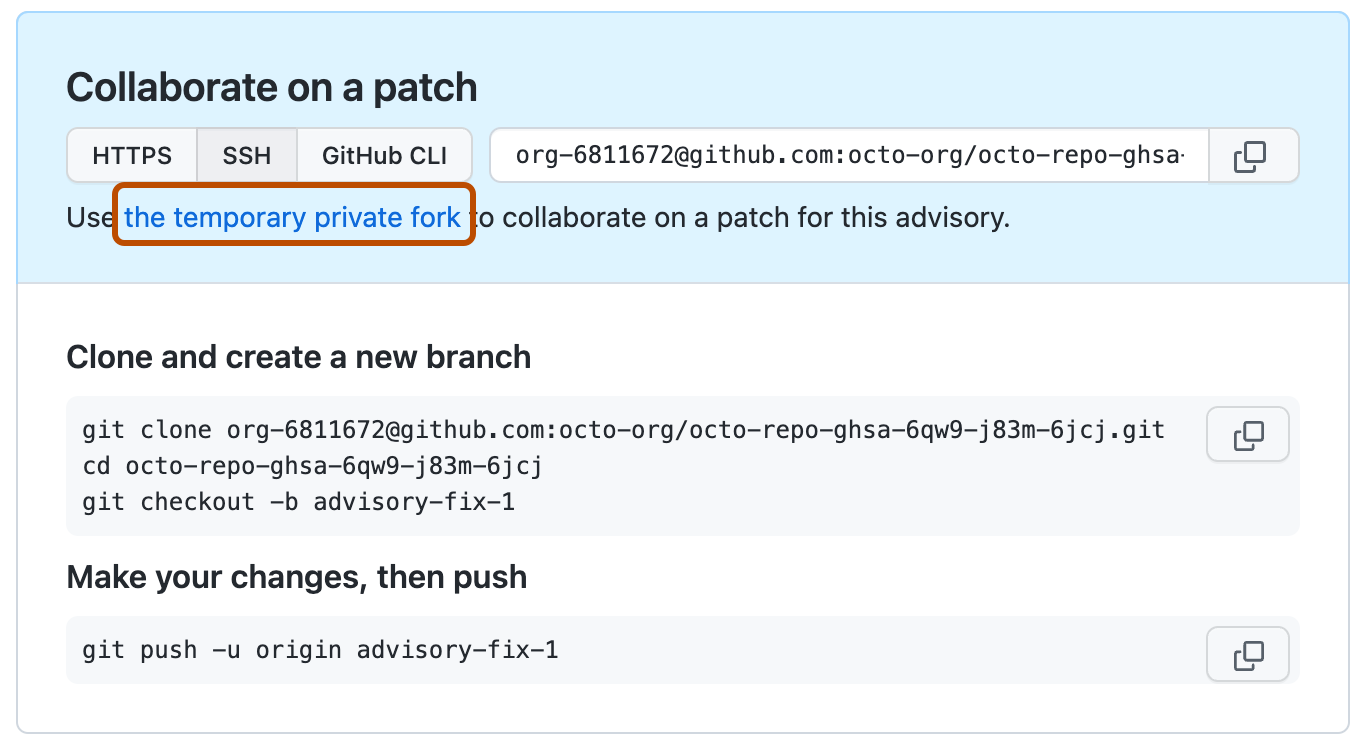 Collaborate on a patch
HTTPS SSH GitHub CLI org-6811672@github.com:octo-org/octo-repo-ghsa-
Use the temporary private fork to collaborate on a patch for this advisory.
Clone and create a new branch
git clone org-6811672@github.com:octo-org/octo-repo-ghsa-6qw9-j83m-6jcj.git
cd octo-repo-ghsa-6qw9-j83m-6jcj
git checkout -b advisory-fix-1
Make your changes, then push
git push -u origin advisory-fix-1